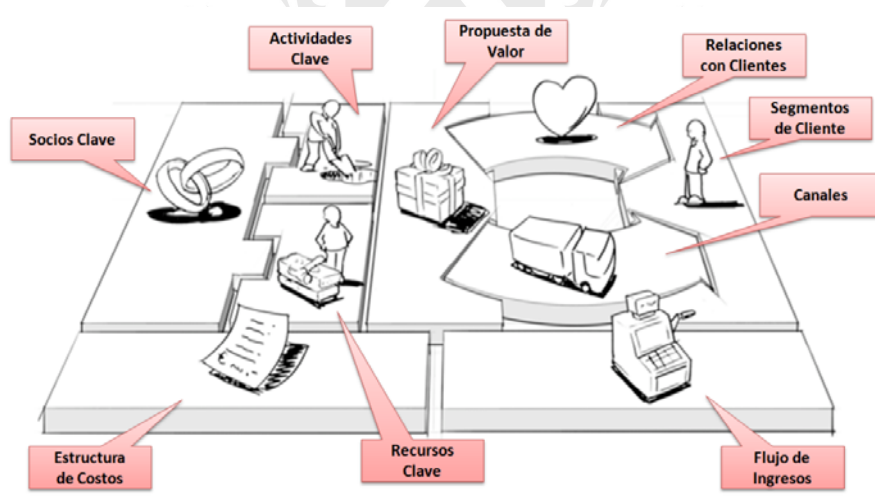 Actividades
Clave
Propuesta de
Valor
Relaciones
con Clientes
Segmentos
de Cliente
Socios Clave
Canales
Estructura
de Costos
Recursos
Clave
Flujo de
Ingresos